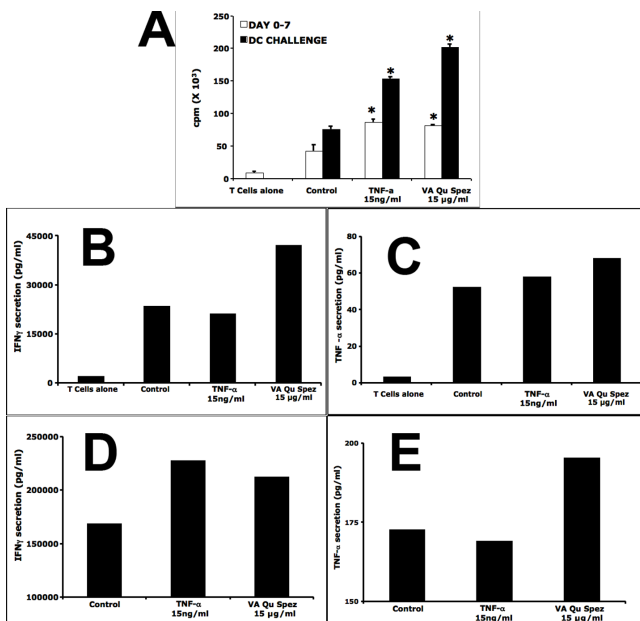 A
DAY 0-7
DC CHALLENGE
cpm (X 10³)
250
200
150
100
50
0
*
*
*
*
T Cells alone
Control
TNF-a
15ng/ml
VA Qu Spez
15 µg/ml
B
IFNγ secretion (pg/ml)
45000
30000
15000
0
T Cells alone
Control
TNF-α
15ng/ml
VA Qu Spez
15 µg/ml
C
TNF -α secretion (pg/ml)
80
60
40
20
0
T Cells alone
Control
TNF-α
15ng/ml
VA Qu Spez
15 µg/ml
D
IFNγ secretion (pg/ml)
250000
200000
150000
100000
Control
TNF-α
15ng/ml
VA Qu Spez
15 µg/ml
E
TNF-α secretion (pg/ml)
200
175
150
Control
TNF-α
15ng/ml
VA Qu Spez
15 µg/ml